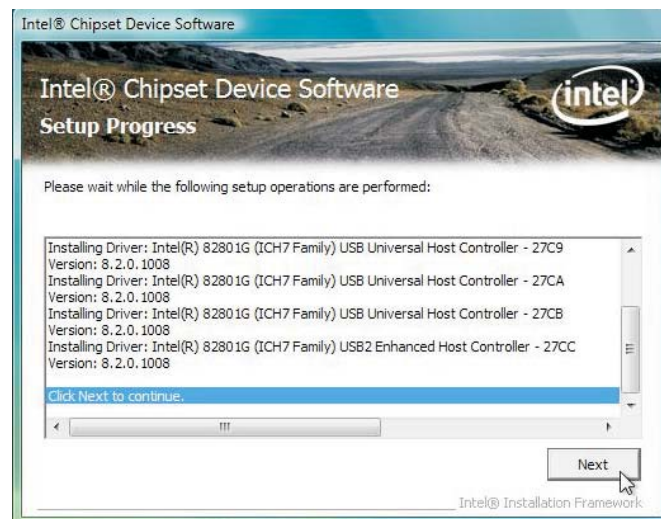 Intel® Chipset Device Software
Intel® Chipset Device Software
intel
Setup Progress
Please wait while the following setup operations are performed:
Installing Driver: Intel(R) 82801G (ICH7 Family) USB Universal Host Controller - 27C9
Version: 8.2.0.1008
Installing Driver: Intel(R) 82801G (ICH7 Family) USB Universal Host Controller - 27CA
Version: 8.2.0.1008
Installing Driver: Intel(R) 82801G (ICH7 Family) USB Universal Host Controller - 27CB
Version: 8.2.0.1008
Installing Driver: Intel(R) 82801G (ICH7 Family) USB2 Enhanced Host Controller - 27CC
Version: 8.2.0.1008
Click Next to continue.
Next
Intel® Installation Framework